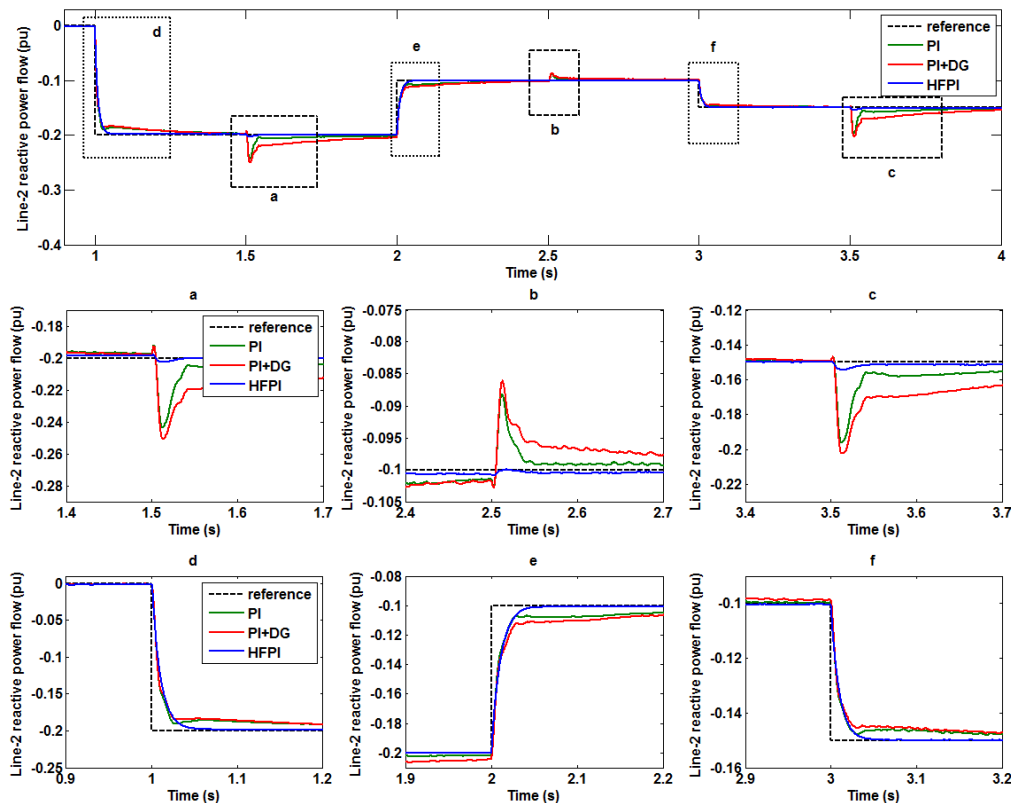 Line-2 reactive power flow (pu)
0
-0.1
-0.2
-0.3
-0.4
d
a
e
b
f
c
reference
PI
PI+DG
HFPI
1
1.5
2
2.5
3
3.5
4
Time (s)
a
Line-2 reactive power flow (pu)
-0.18
-0.2
-0.22
-0.24
-0.26
-0.28
reference
PI
PI+DG
HFPI
1.4
1.5
1.6
1.7
Time (s)
b
Line-2 reactive power flow (pu)
-0.075
-0.08
-0.085
-0.09
-0.095
-0.1
-0.105
2.4
2.5
2.6
2.7
Time (s)
c
Line-2 reactive power flow (pu)
-0.12
-0.14
-0.16
-0.18
-0.2
-0.22
3.4
3.5
3.6
3.7
Time (s)
d
Line-2 reactive power flow (pu)
0
-0.05
-0.1
-0.15
-0.2
-0.25
reference
PI
PI+DG
HFPI
0.9
1
1.1
1.2
Time (s)
e
Line-2 reactive power flow (pu)
-0.08
-0.1
-0.12
-0.14
-0.16
-0.18
-0.2
1.9
2
2.1
2.2
Time (s)
f
Line-2 reactive power flow (pu)
-0.1
-0.12
-0.14
-0.16
2.9
3
3.1
3.2
Time (s)